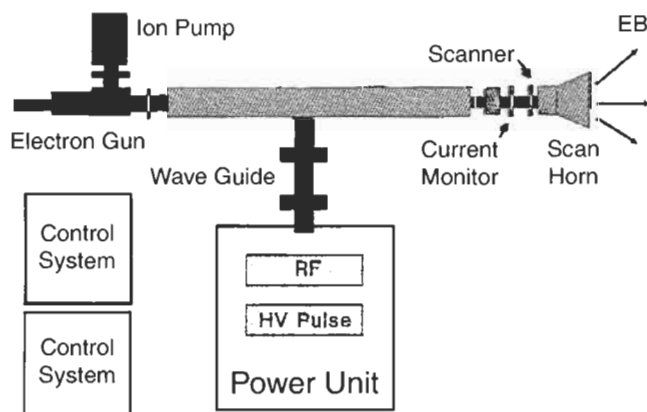 Ion Pump
EB
Scanner
Electron Gun
Wave Guide
Current
Monitor
Scan
Horn
Control
System
RF
HV Pulse
Power Unit
Control
System